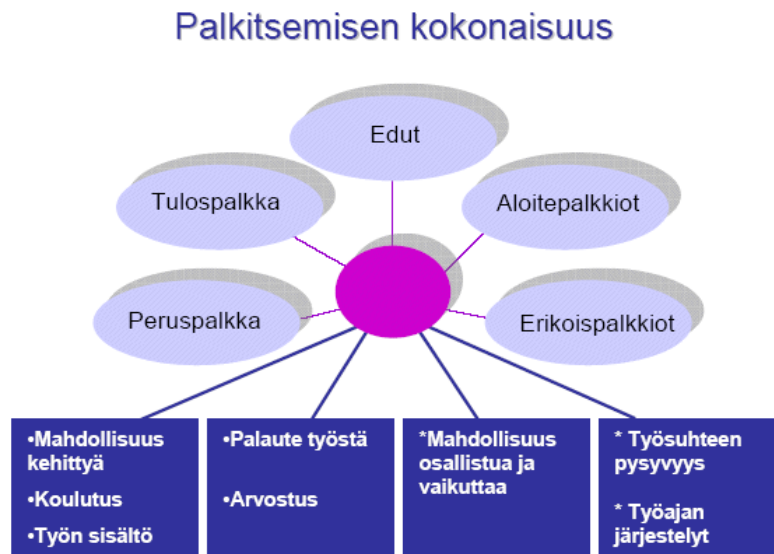 Palkitsemisen kokonaisuus
Edut
Tulospalkka
Aloitepalkkiot
Peruspalkka
Erikoispalkkiot
•Mahdollisuus
kehittyä
•Koulutus
•Työn sisältö
•Palaute työstä
•Arvostus
*Mahdollisuus
osallistua ja
vaikuttaa
* Työsuhteen
pysyvyys
* Työajan
järjestelyt